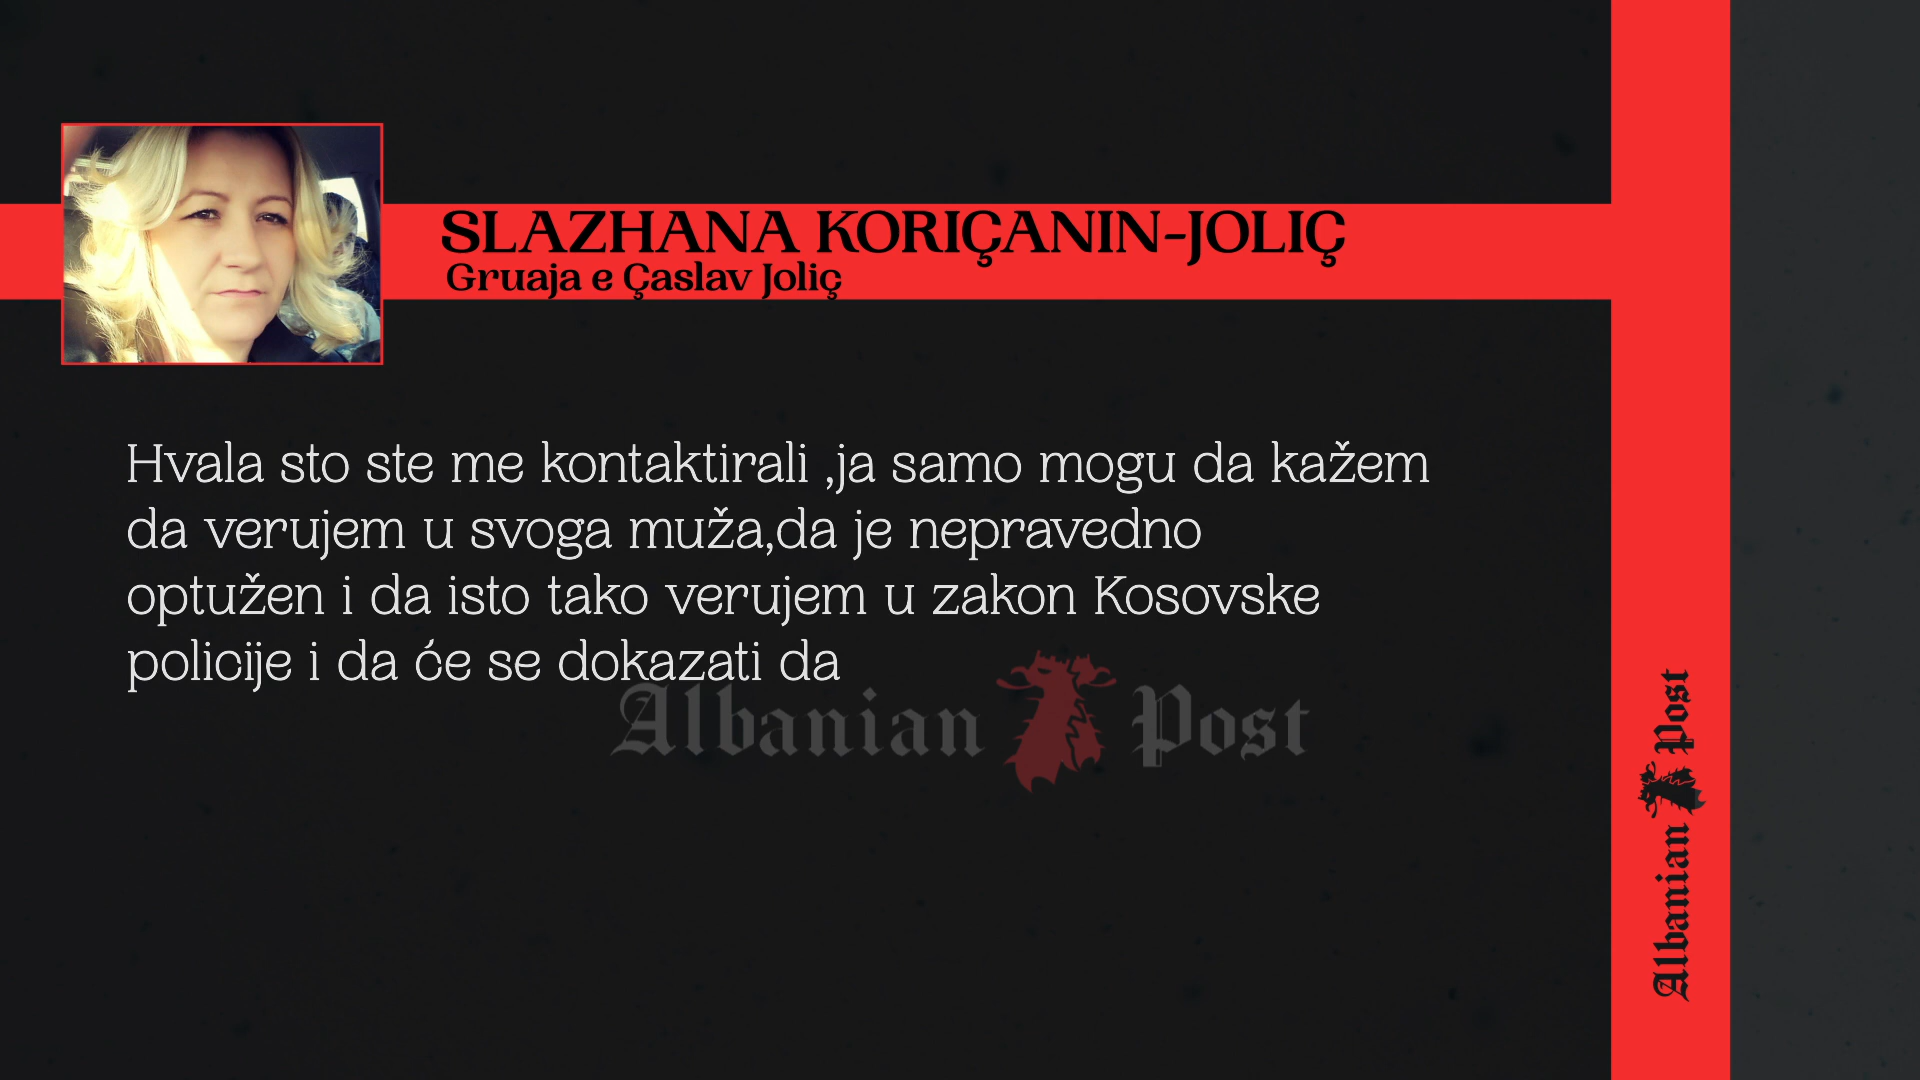 SLAZHANA KORIÇANIN-JOLIÇ
Gruaja e Çaslav Joliç
Hvala sto ste me kontaktirali ,ja samo mogu da kažem
da verujem u svoga muža,da je nepravedno
optužen i da isto tako verujem u zakon Kosovske
policije i da će se dokazati da
Albanian Post
Albanian Post